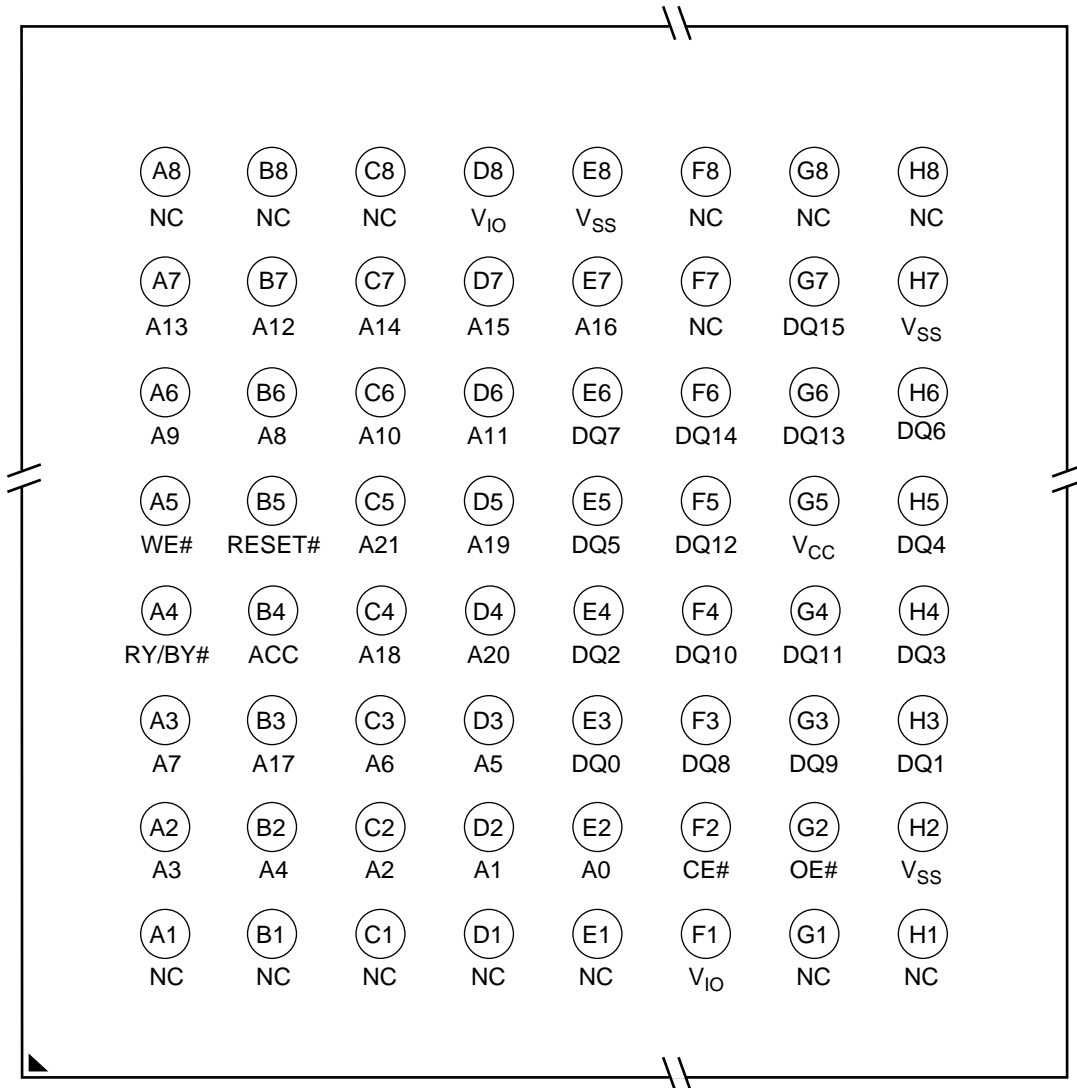 A8 B8 C8 D8 E8 F8 G8 H8
NC NC NC VIO VSS NC NC NC
A7 B7 C7 D7 E7 F7 G7 H7
A13 A12 A14 A15 A16 NC DQ15 VSS
A6 B6 C6 D6 E6 F6 G6 H6
A9 A8 A10 A11 DQ7 DQ14 DQ13 DQ6
A5 B5 C5 D5 E5 F5 G5 H5
WE# RESET# A21 A19 DQ5 DQ12 VCC DQ4
A4 B4 C4 D4 E4 F4 G4 H4
RY/BY# ACC A18 A20 DQ2 DQ10 DQ11 DQ3
A3 B3 C3 D3 E3 F3 G3 H3
A7 A17 A6 A5 DQ0 DQ8 DQ9 DQ1
A2 B2 C2 D2 E2 F2 G2 H2
A3 A4 A2 A1 A0 CE# OE# VSS
A1 B1 C1 D1 E1 F1 G1 H1
NC NC NC NC NC VIO NC NC